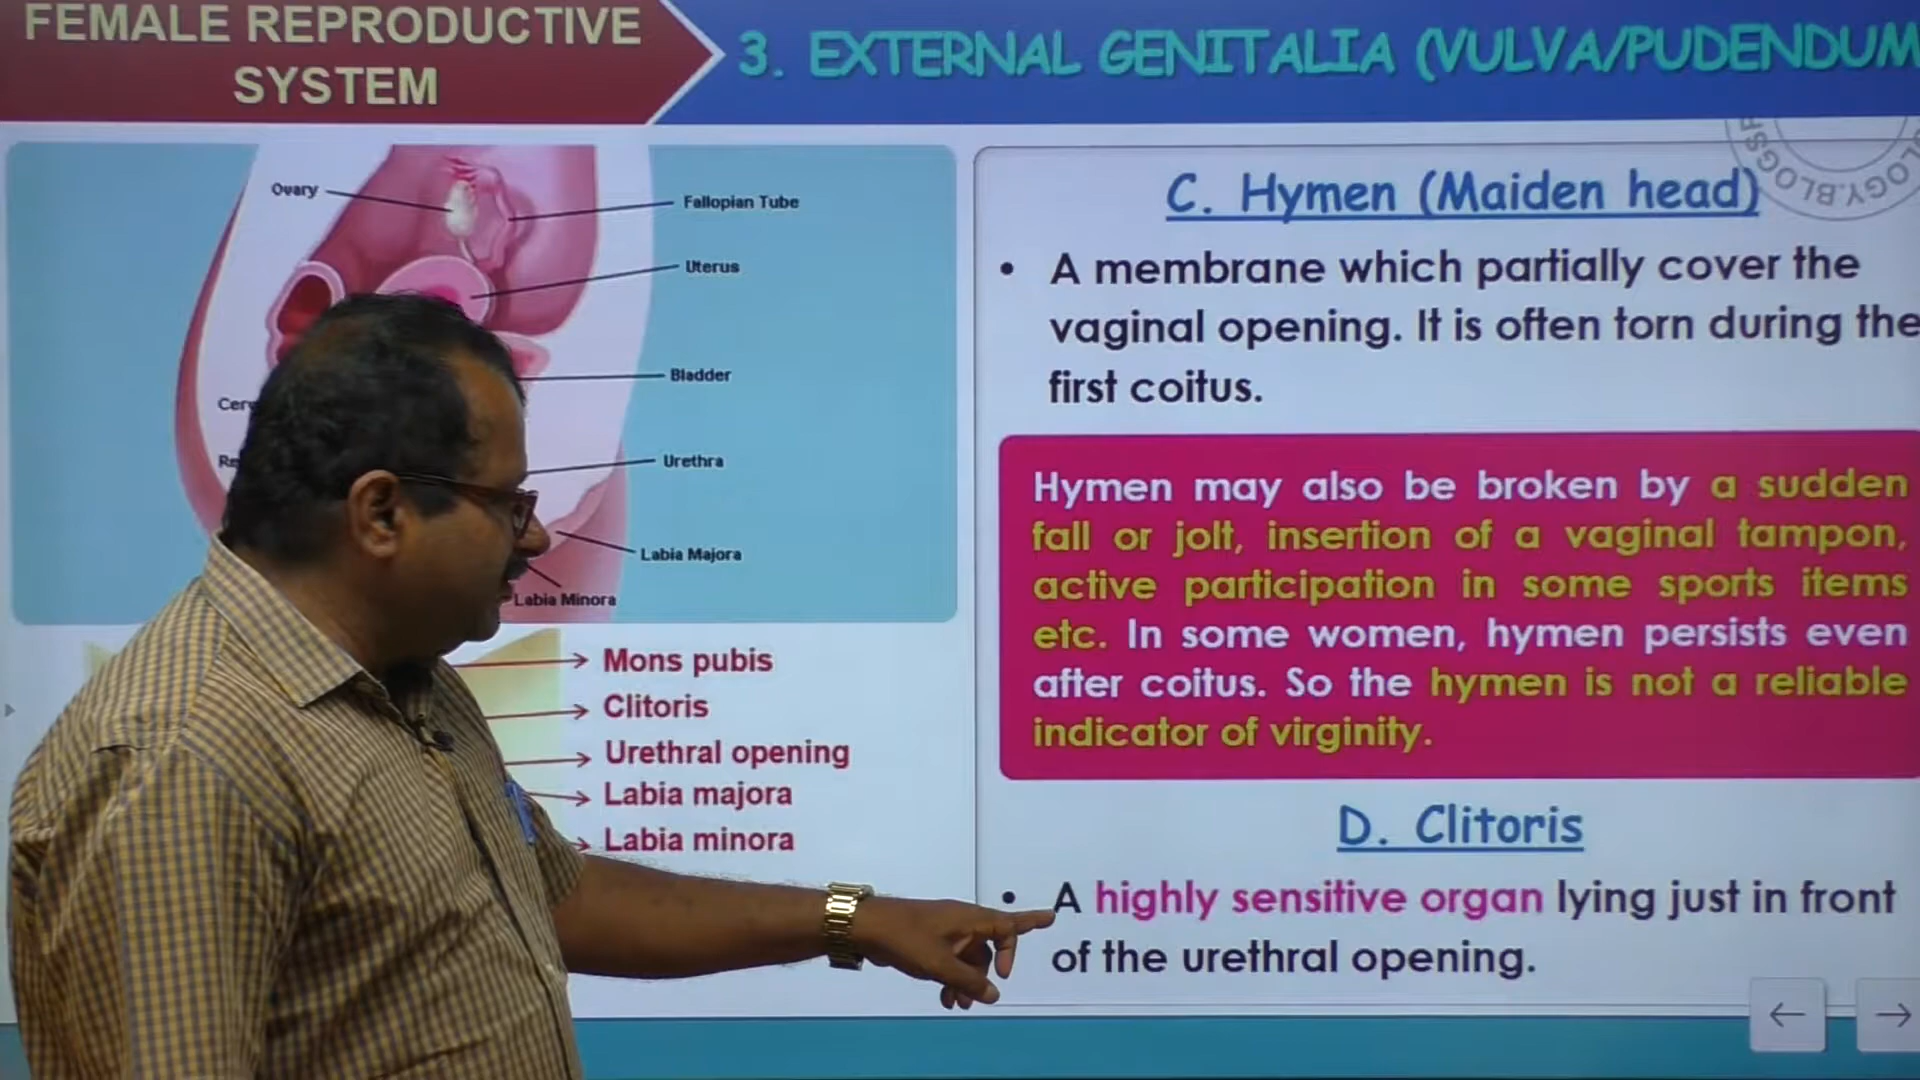 FEMALE REPRODUCTIVE
SYSTEM
3. EXTERNAL GENITALIA (VULVA/PUDENDUM
Ovary
Fallopian Tube
Uterus
Bladder
Urethra
Labia Majora
Labia Minora
Mons pubis
Clitoris
Urethral opening
Labia majora
Labia minora
C. Hymen (Maiden head)
• A membrane which partially cover the
vaginal opening. It is often torn during the
first coitus.
Hymen may also be broken by a sudden
fall or jolt, insertion of a vaginal tampon,
active participation in some sports items
etc. In some women, hymen persists even
after coitus. So the hymen is not a reliable
indicator of virginity.
D. Clitoris
• A highly sensitive organ lying just in front
of the urethral opening.